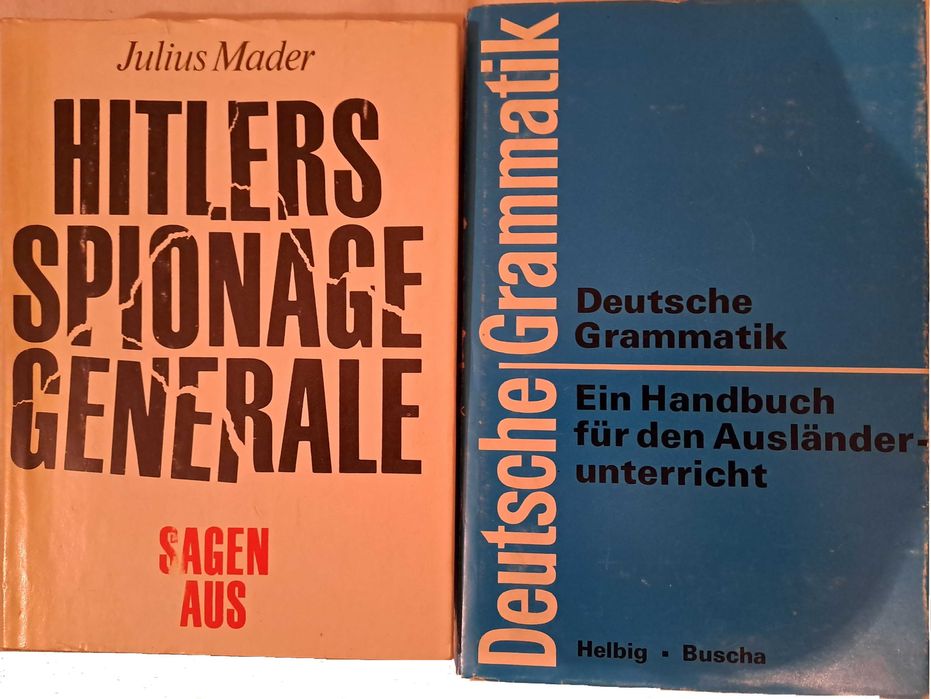 Julius Mader
HITLERS
SPIONAGE
GENERALE
SAGEN
AUS
Deutsche Grammatik
Deutsche
Grammatik
Ein Handbuch
für den Ausländer-
unterricht
Helbig ▪ Buscha